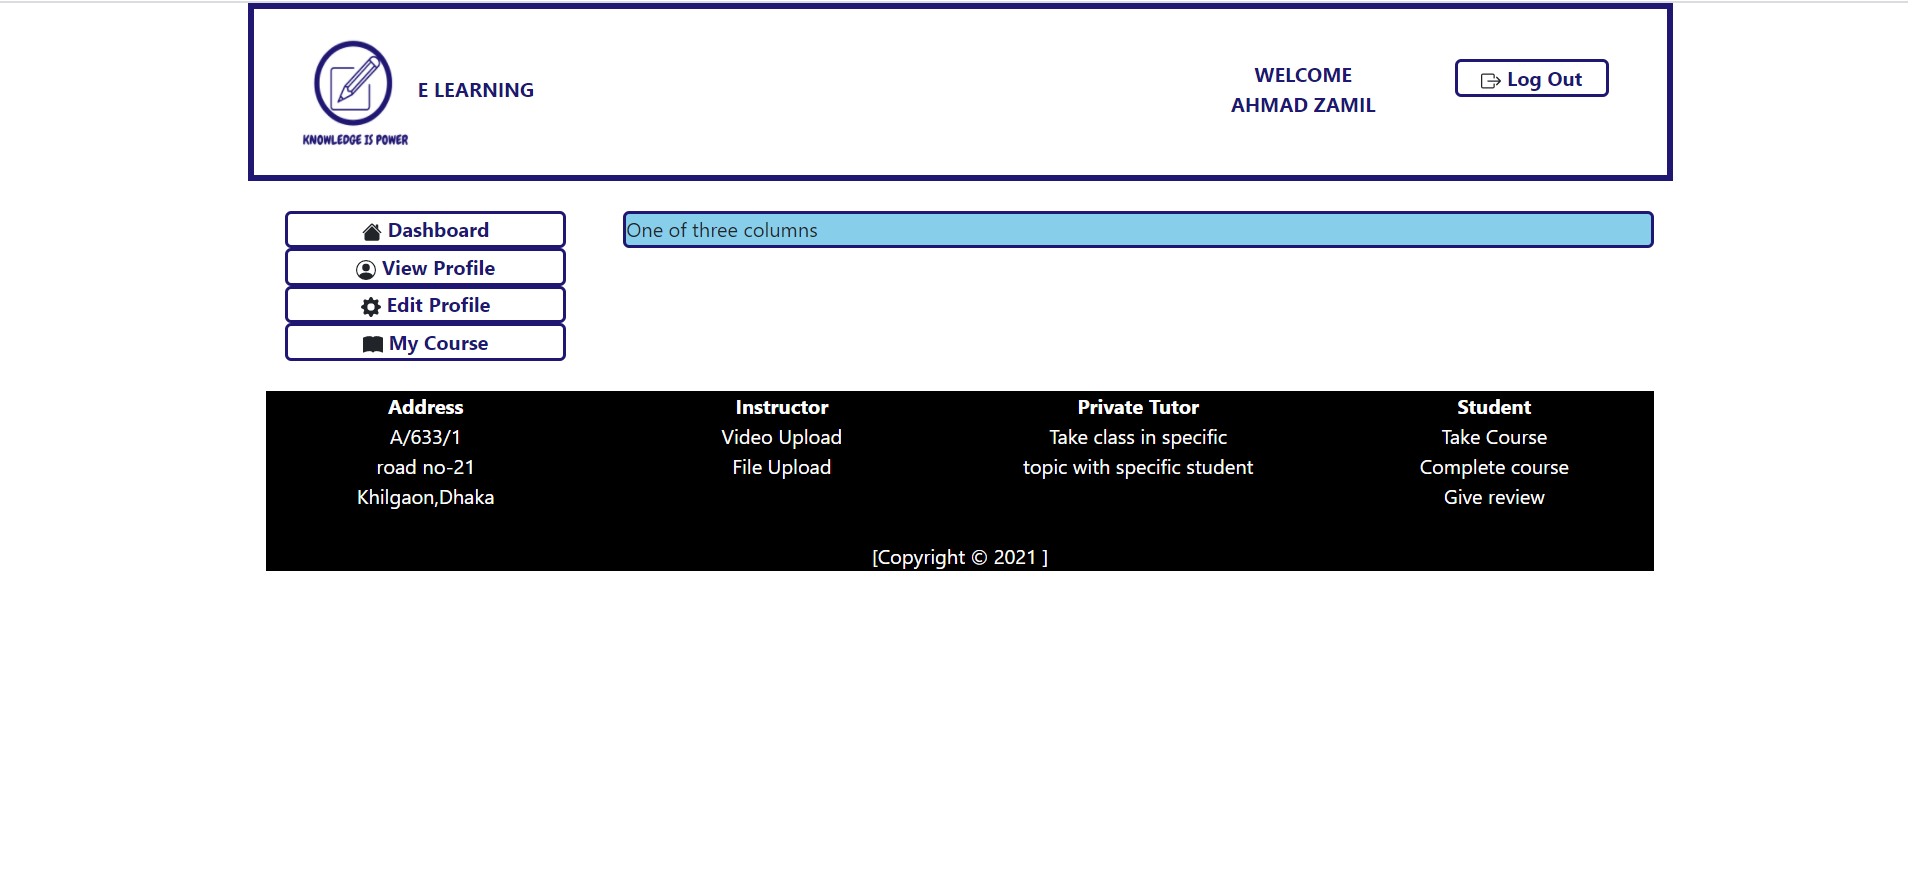 KNOWLEDGE IS POWER
E LEARNING
WELCOME
AHMAD ZAMIL
Log Out
Dashboard
View Profile
Edit Profile
My Course
One of three columns
Address
A/633/1
road no-21
Khilgaon,Dhaka
Instructor
Video Upload
File Upload
Private Tutor
Take class in specific
topic with specific student
Student
Take Course
Complete course
Give review
[Copyright © 2021 ]